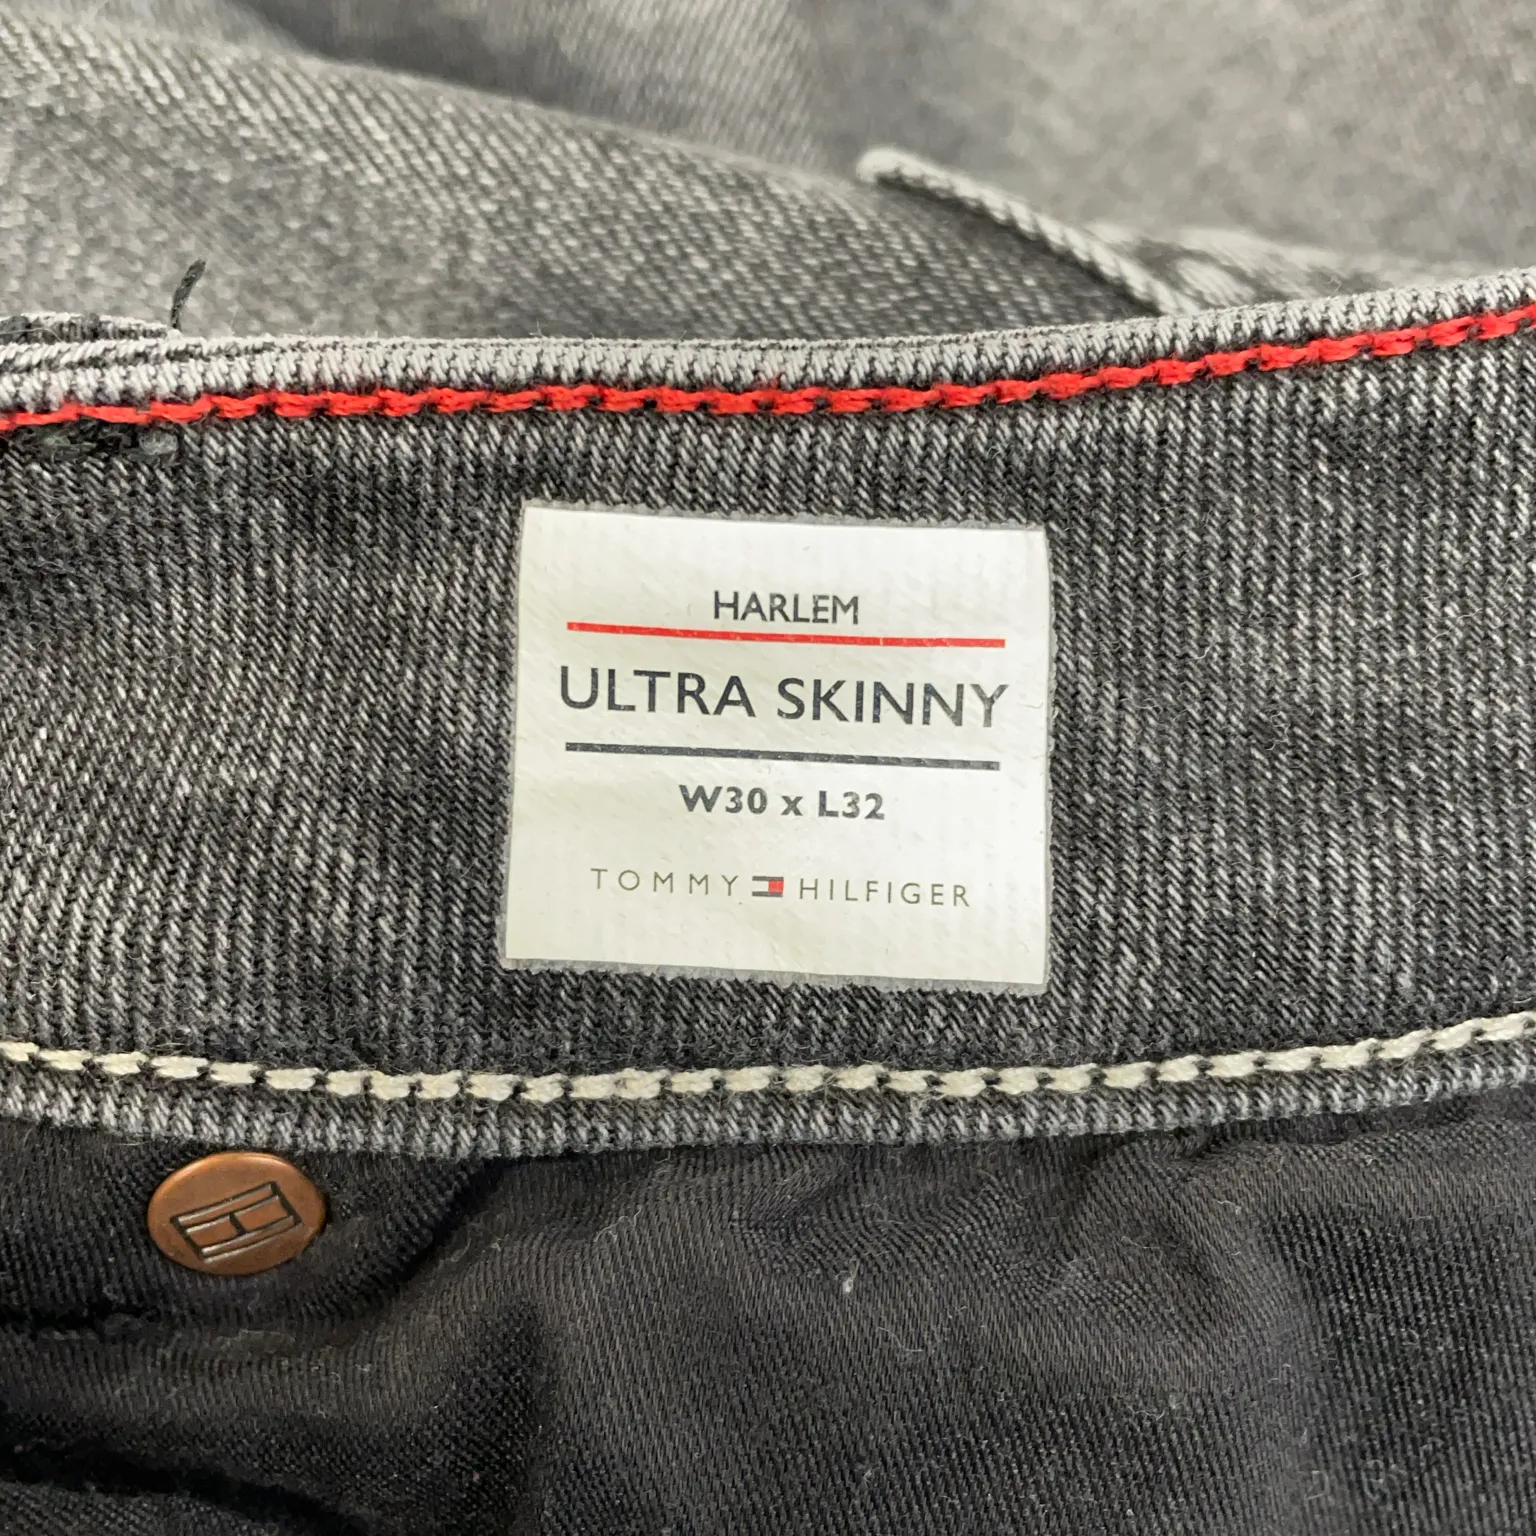 HARLEM
ULTRA SKINNY
W30 x L32
TOMMY HILFIGER